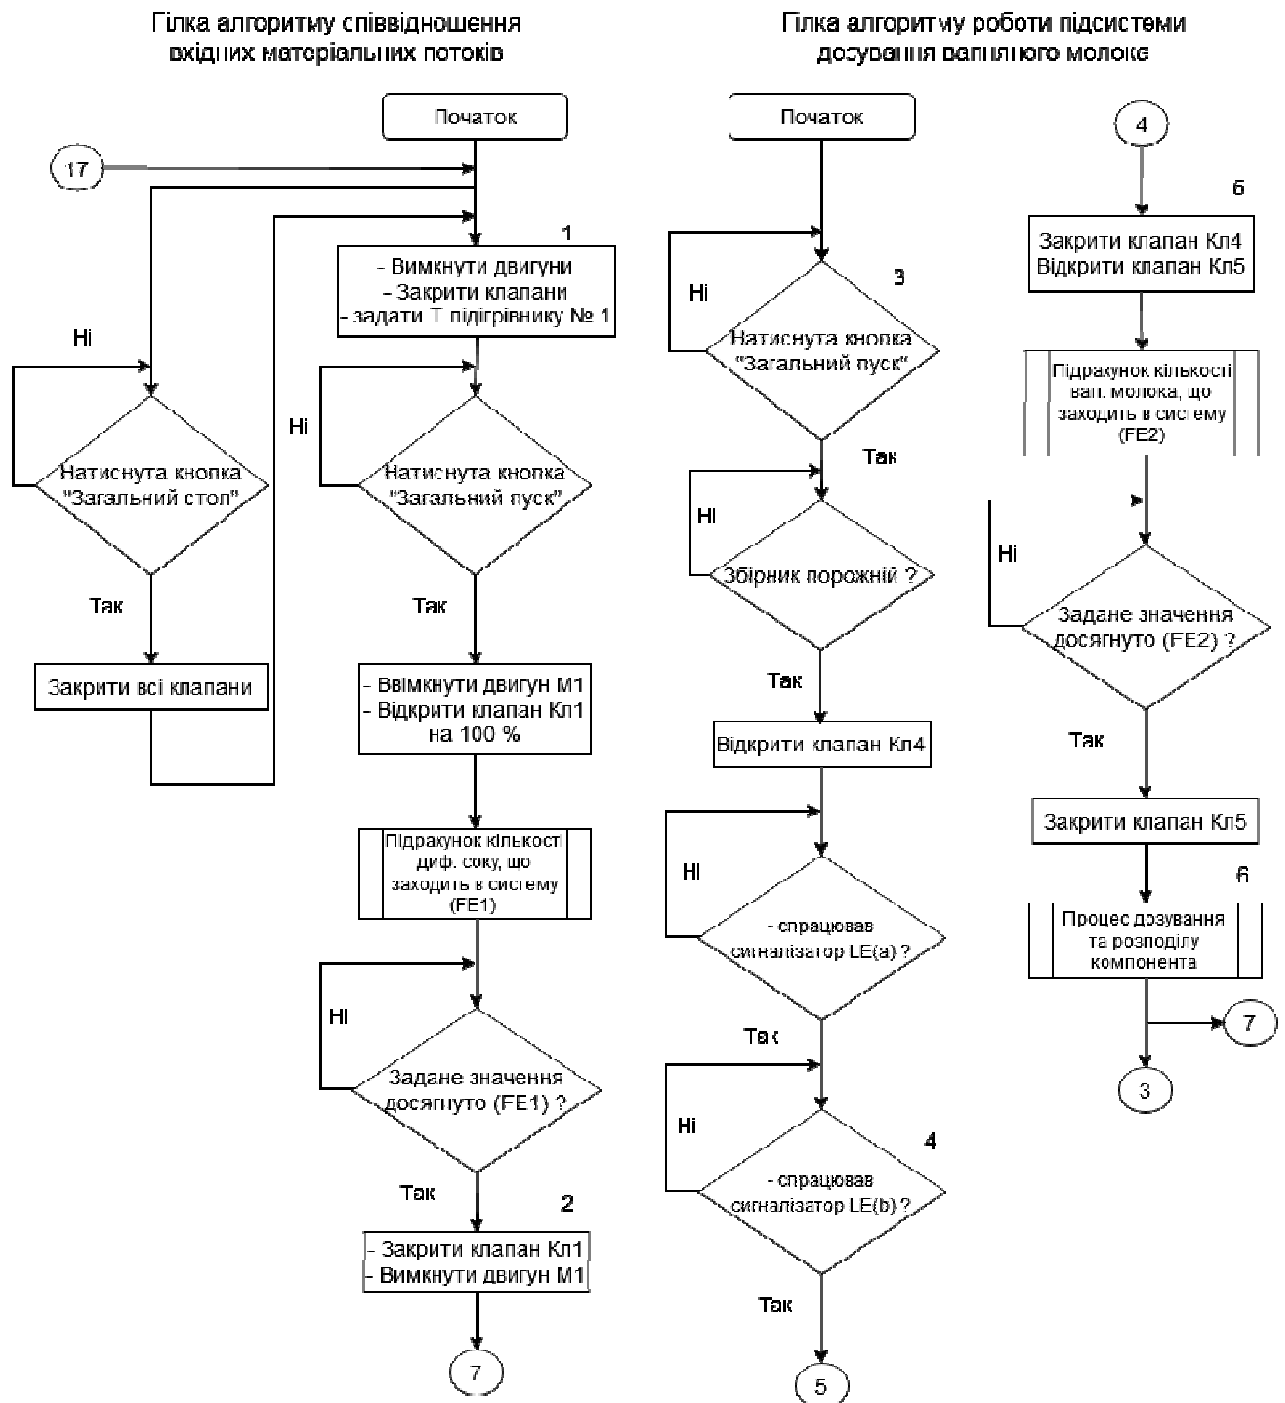 Гілка алгоритму співвідношення
вхідних матеріальних потоків
Початок
17
1
- Вимкнути двигуни
- Закрити клапани
- задати Т підігрівнику № 1
Ні
Натиснута кнопка
"Загальний стоп"
Так
Закрити всі клапани
Ні
Натиснута кнопка
"Загальний пуск"
Так
- Ввімкнути двигун М1
- Відкрити клапан Кл1
на 100 %
Підрахунок кількості
диф. соку, що
заходить в систему
(FE1)
Ні
Задане значення
досягнуто (FE1) ?
Так
2
- Закрити клапан Кл1
- Вимкнути двигун М1
7
Гілка алгоритму роботи підсистеми
дозування вапняного молока
Початок
Ні
3
Натиснута кнопка
"Загальний пуск"
Так
Ні
Збірник порожній ?
Так
Відкрити клапан Кл4
Ні
- спрацював
сигналізатор LE(a) ?
Так
Ні
4
- спрацював
сигналізатор LE(b) ?
Так
5
4
5
Закрити клапан Кл4
Відкрити клапан Кл5
Підрахунок кількості
вап. молока, що
заходить в систему
(FE2)
Ні
Задане значення
досягнуто (FE2) ?
Так
Закрити клапан Кл5
6
Процес дозування
та розподілу
компонента
7
3